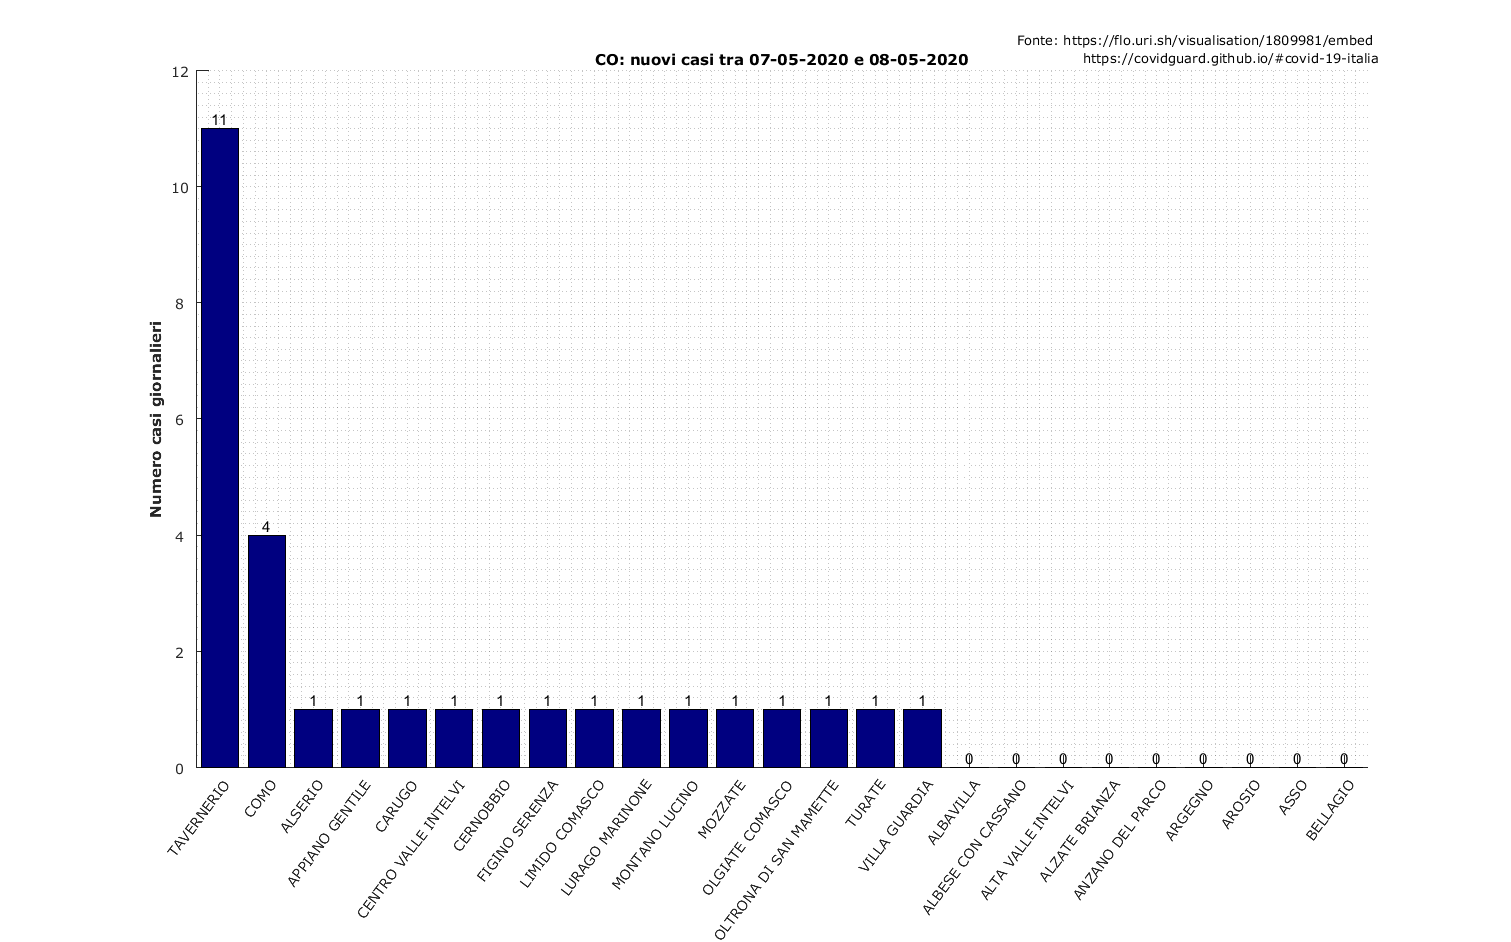 Fonte: https://flo.uri.sh/visualisation/1809981/embed
https://covidguard.github.io/#covid-19-italia
CO: nuovi casi tra 07-05-2020 e 08-05-2020
Numero casi giornalieri
12
10
8
6
4
2
0
11
4
1
1
1
1
1
1
1
1
1
1
1
1
1
1
0
0
0
0
0
0
0
0
0
TAVERNERIO
COMO
ALSERIO
APPIANO GENTILE
CARUGO
CENTRO VALLE INTELVI
CERNOBBIO
FIGINO SERENZA
LIMIDO COMASCO
LURAGO MARINONE
MONTANO LUCINO
MOZZATE
OLGIATE COMASCO
OLTRONA DI SAN MAMETTE
TURATE
VILLA GUARDIA
ALBAVILLA
ALBESE CON CASSANO
ALTA VALLE INTELVI
ALZATE BRIANZA
ANZANO DEL PARCO
ARGEGNO
AROSIO
ASSO
BELLAGIO